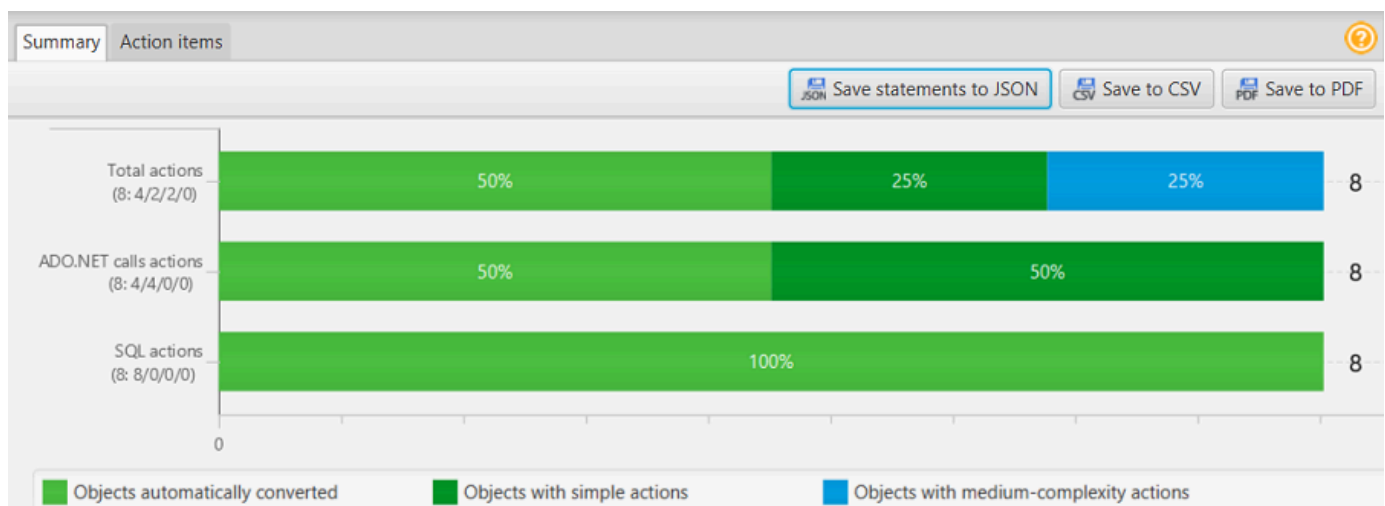 Summary Action items
JSON Save statements to JSON CSV Save to CSV PDF Save to PDF
Total actions
(8: 4/2/2/0)
50% 25% 25% 8
ADO.NET calls actions
(8: 4/4/0/0)
50% 50% 8
SQL actions
(8: 8/0/0/0)
100% 8
0
Objects automatically converted Objects with simple actions Objects with medium-complexity actions